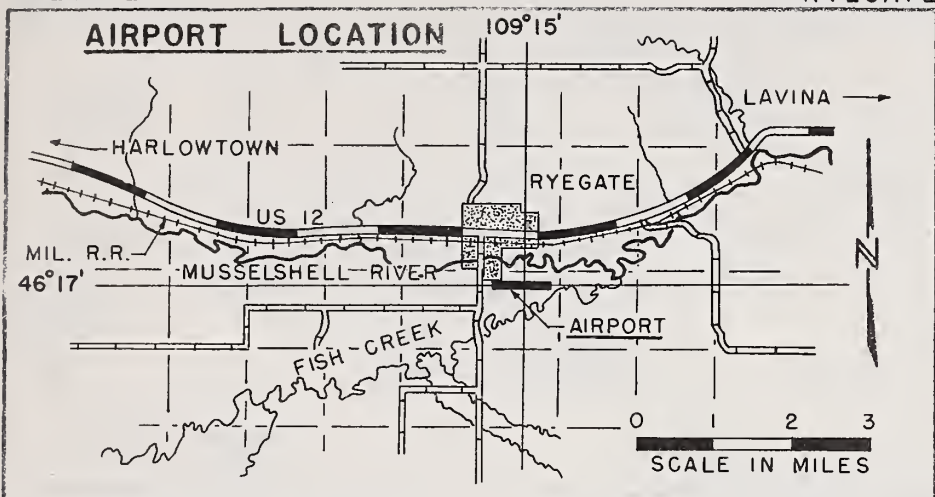 AIRPORT LOCATION
109°15'
LAVINA
HARLOWTOWN
RYEGATE
US 12
MIL. R.R.
MUSSELSHELL RIVER
46°17'
N
AIRPORT
FISH CREEK
0 1 2 3
SCALE IN MILES